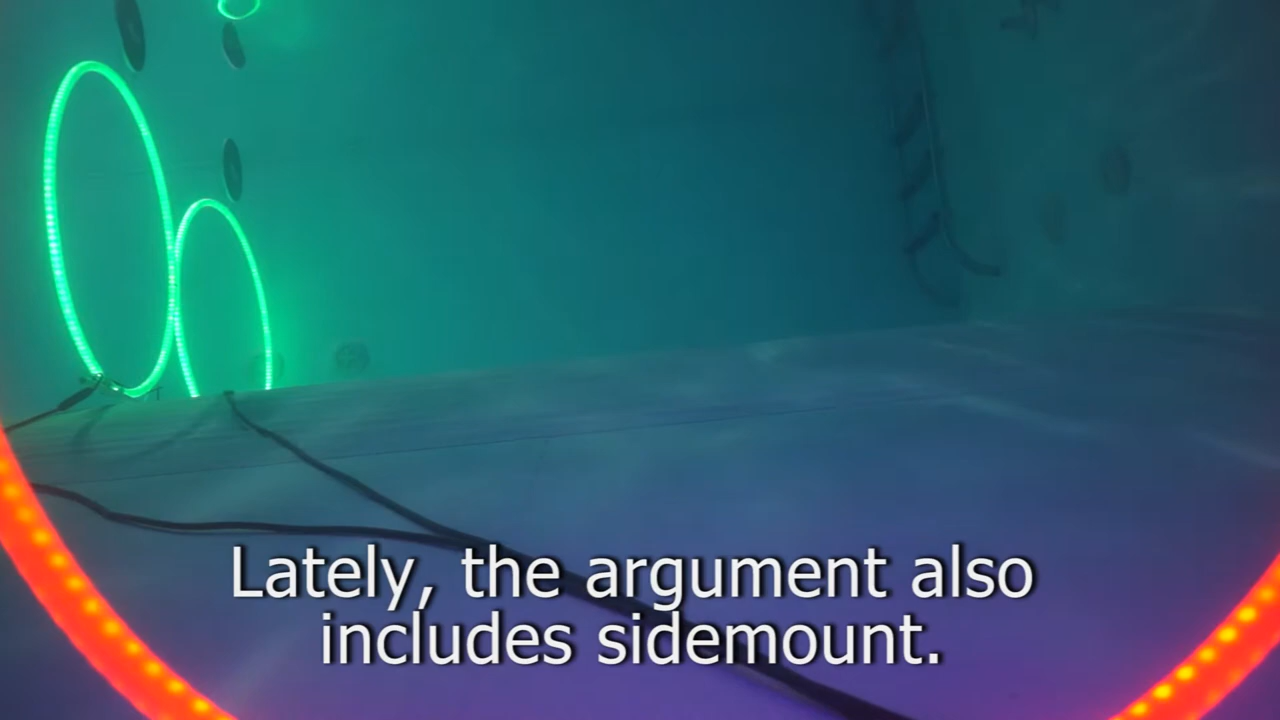 Lately, the argument also
includes sidemount.